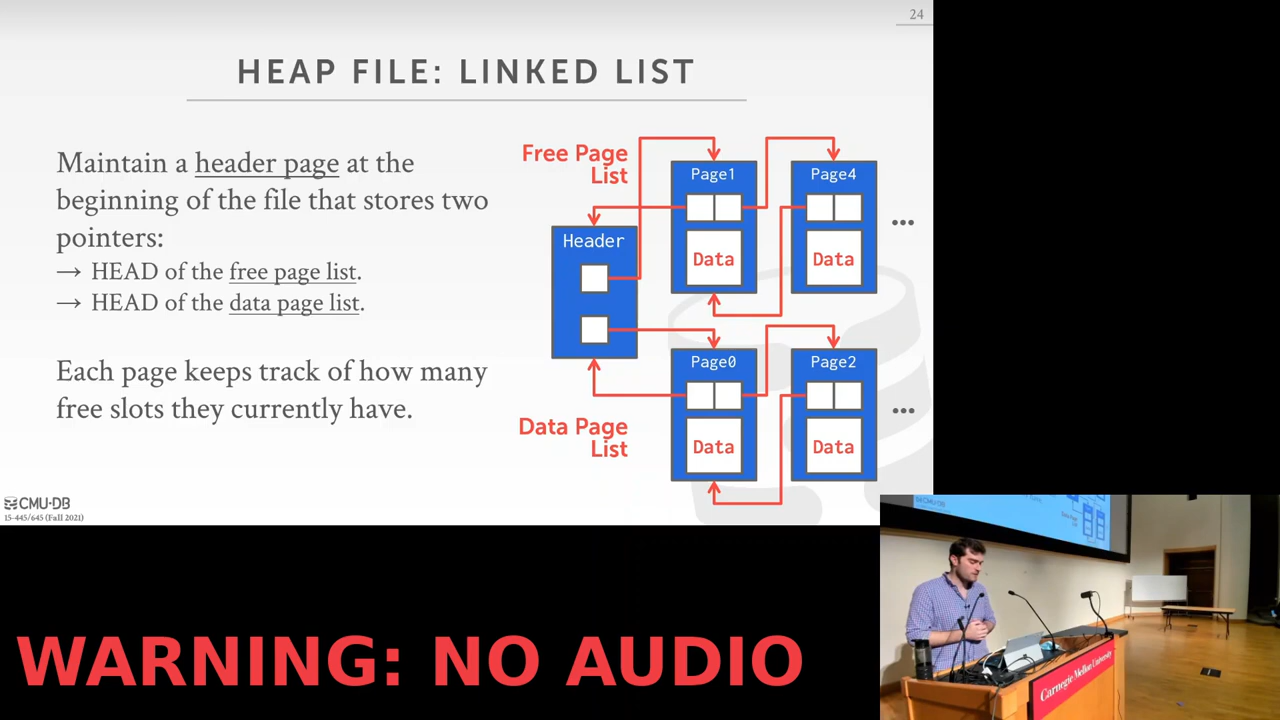 24
HEAP FILE: LINKED LIST
Maintain a header page at the
beginning of the file that stores two
pointers:
→ HEAD of the free page list.
→ HEAD of the data page list.
Each page keeps track of how many
free slots they currently have.
Free Page
List
Header
Page1
Data
Page4
Data
...
Data Page
List
Page0
Data
Page2
Data
...
CMU·DB
15-445/645 (Fall 2021)
WARNING: NO AUDIO
Carnegie Mellon University